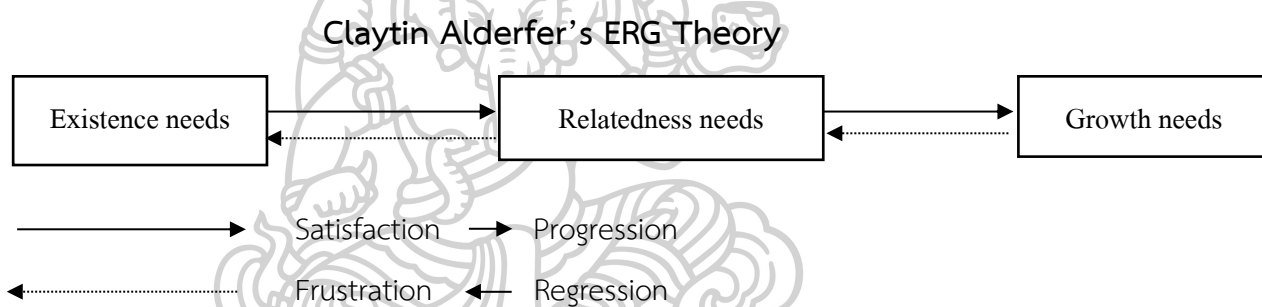 Claytin Alderfer's ERG Theory
Existence needs
Relatedness needs
Growth needs
Satisfaction
Progression
Frustration
Regression